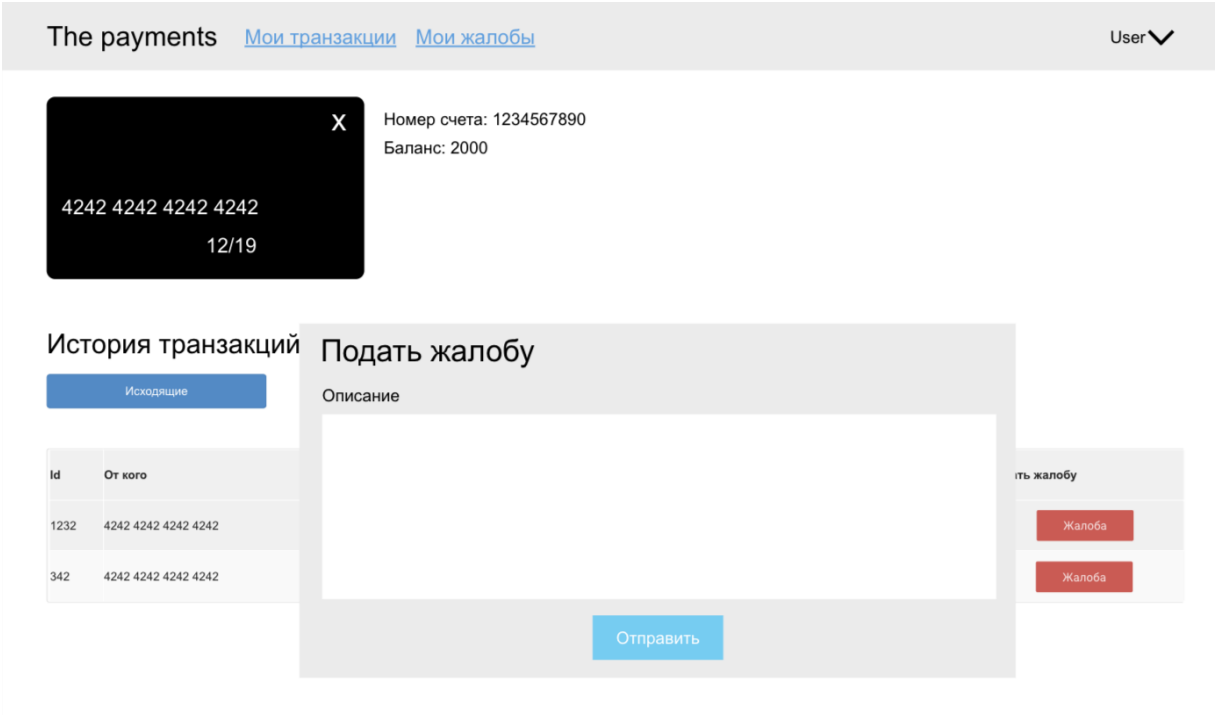 The payments Мои транзакции Мои жалобы User
X
Номер счета: 1234567890
Баланс: 2000
4242 4242 4242 4242
12/19
История транзакций
Подать жалобу
Исходящие
Описание
Id От кого жалобу
1232 4242 4242 4242 4242 Жалоба
342 4242 4242 4242 4242 Жалоба
Отправить